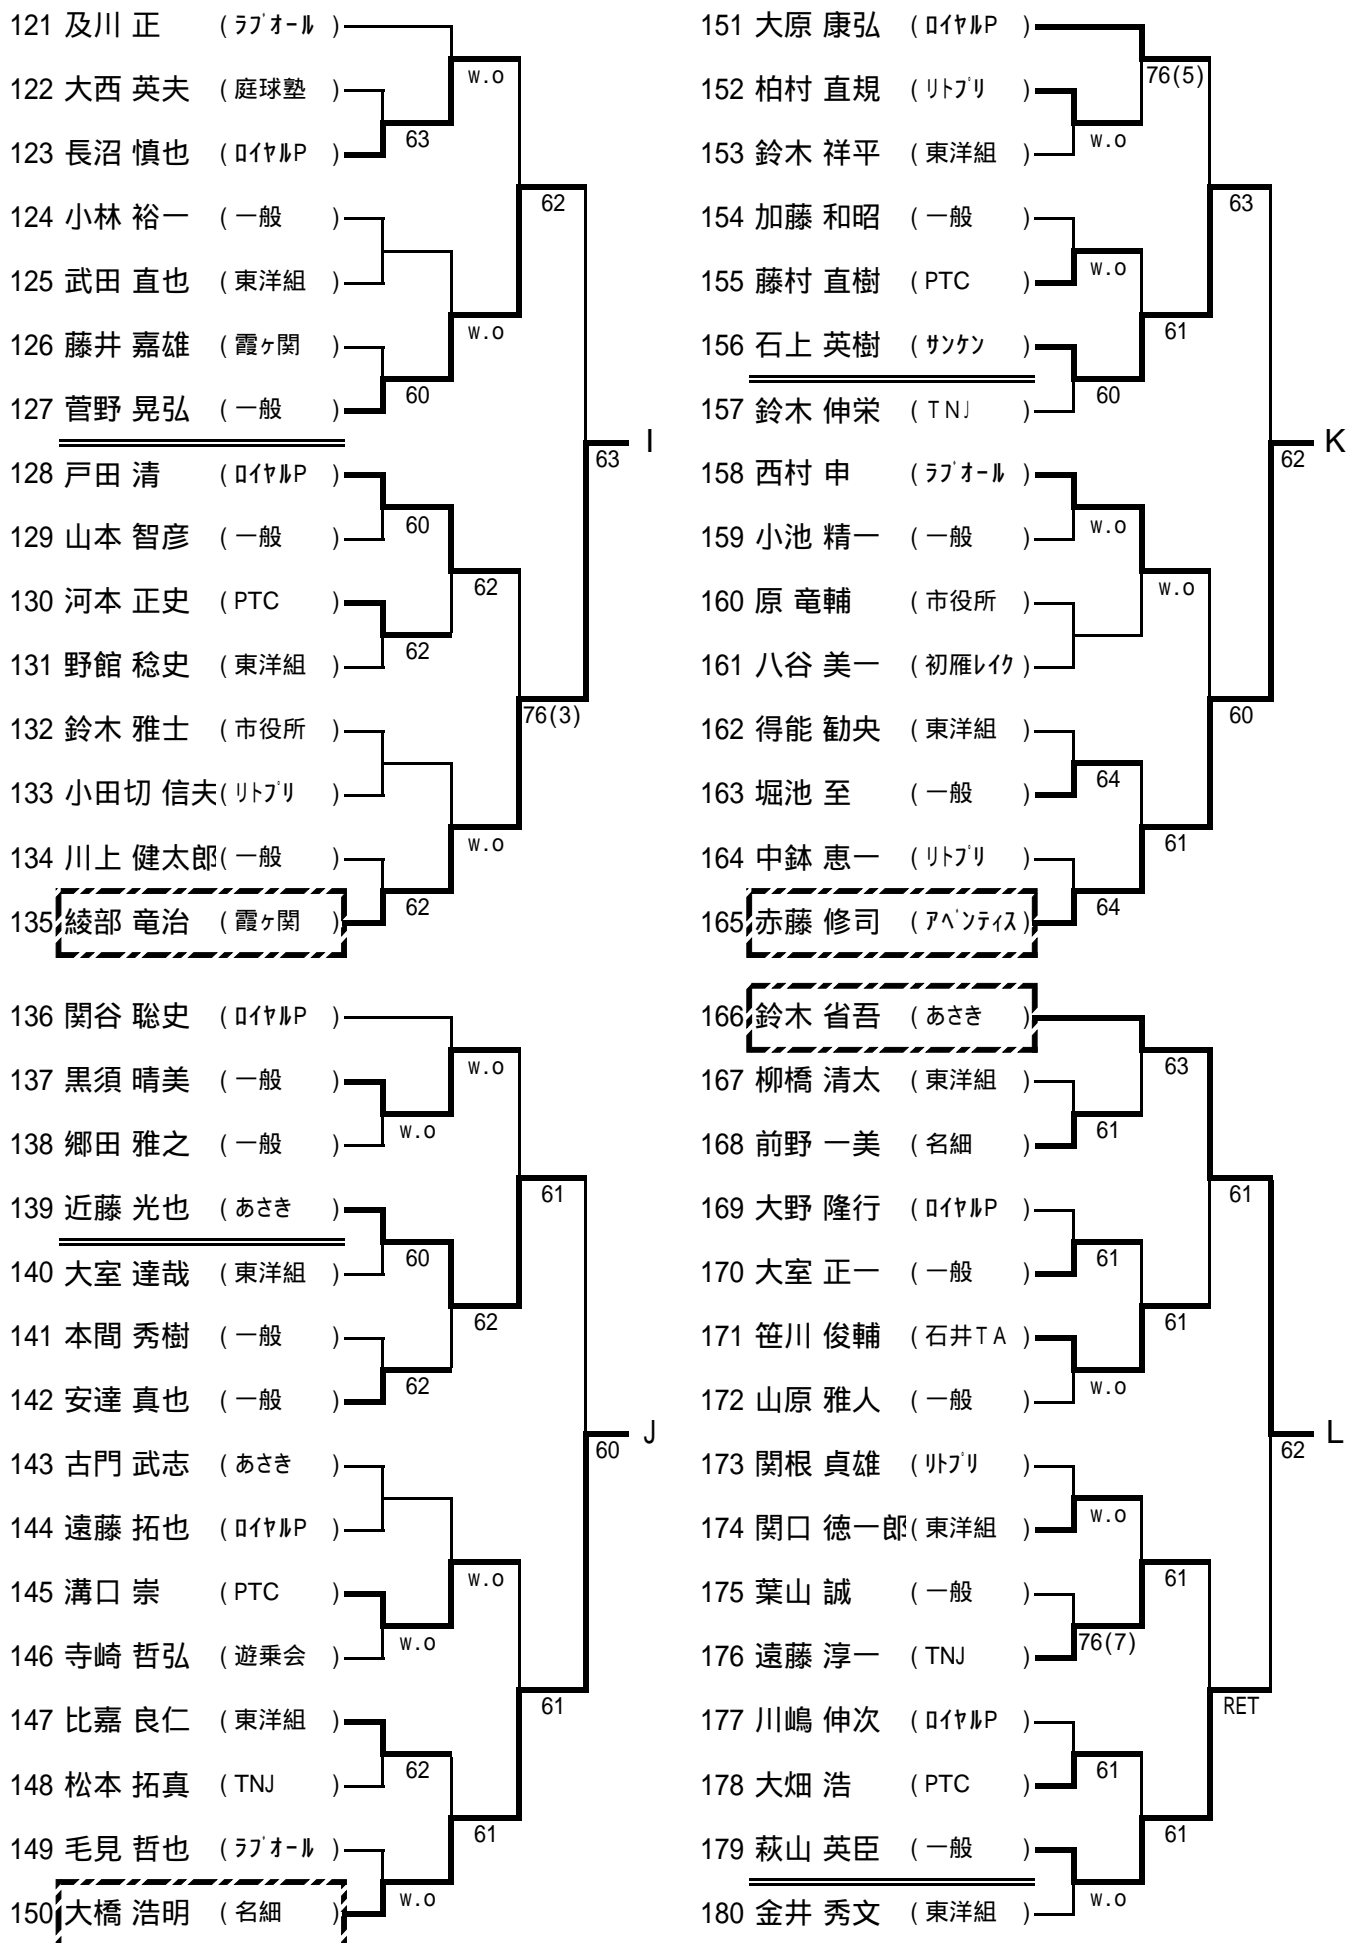 121 及川 正 (ﾗﾌﾞｵｰﾙ)
w.o
122 大西 英夫 (庭球塾)
63
123 長沼 慎也 (ﾛｲﾔﾙP)
62
124 小林 裕一 (一般)
125 武田 直也 (東洋組)
w.o
126 藤井 嘉雄 (霞ヶ関)
60
127 菅野 晃弘 (一般)
63 I
128 戸田 清 (ﾛｲﾔﾙP)
60
129 山本 智彦 (一般)
62
130 河本 正史 (PTC)
62
131 野館 稔史 (東洋組)
76(3)
132 鈴木 雅士 (市役所)
133 小田切 信夫(ﾘﾄﾌﾟﾘ)
w.o
134 川上 健太郎(一般)
62
135 綾部 竜治 (霞ヶ関)
136 関谷 聡史 (ﾛｲﾔﾙP)
w.o
137 黒須 晴美 (一般)
w.o
138 郷田 雅之 (一般)
61
139 近藤 光也 (あさき)
60
140 大室 達哉 (東洋組)
62
141 本間 秀樹 (一般)
62
142 安達 真也 (一般)
60 J
143 古門 武志 (あさき)
144 遠藤 拓也 (ﾛｲﾔﾙP)
w.o
145 溝口 崇 (PTC)
w.o
146 寺崎 哲弘 (遊乗会)
61
147 比嘉 良仁 (東洋組)
62
148 松本 拓真 (TNJ)
61
149 毛見 哲也 (ﾗﾌﾞｵｰﾙ)
w.o
150 大橋 浩明 (名細)
151 大原 康弘 (ﾛｲﾔﾙP)
76(5)
152 柏村 直規 (ﾘﾄﾌﾟﾘ)
w.o
153 鈴木 祥平 (東洋組)
63
154 加藤 和昭 (一般)
w.o
155 藤村 直樹 (PTC)
61
156 石上 英樹 (ｻﾝｹﾝ)
60
157 鈴木 伸栄 (TNJ)
62 K
158 西村 申 (ﾗﾌﾞｵｰﾙ)
w.o
159 小池 精一 (一般)
w.o
160 原 竜輔 (市役所)
161 八谷 美一 (初雁ﾚｲｸ)
60
162 得能 勧央 (東洋組)
64
163 堀池 至 (一般)
61
164 中鉢 恵一 (ﾘﾄﾌﾟﾘ)
64
165 赤藤 修司 (ｱﾍﾞﾝﾃｨｽ)
166 鈴木 省吾 (あさき)
63
167 柳橋 清太 (東洋組)
61
168 前野 一美 (名細)
61
169 大野 隆行 (ﾛｲﾔﾙP)
61
170 大室 正一 (一般)
61
171 笹川 俊輔 (石井TA)
w.o
172 山原 雅人 (一般)
62 L
173 関根 貞雄 (ﾘﾄﾌﾟﾘ)
w.o
174 関口 徳一郎(東洋組)
61
175 葉山 誠 (一般)
76(7)
176 遠藤 淳一 (TNJ)
RET
177 川嶋 伸次 (ﾛｲﾔﾙP)
61
178 大畑 浩 (PTC)
61
179 萩山 英臣 (一般)
w.o
180 金井 秀文 (東洋組)